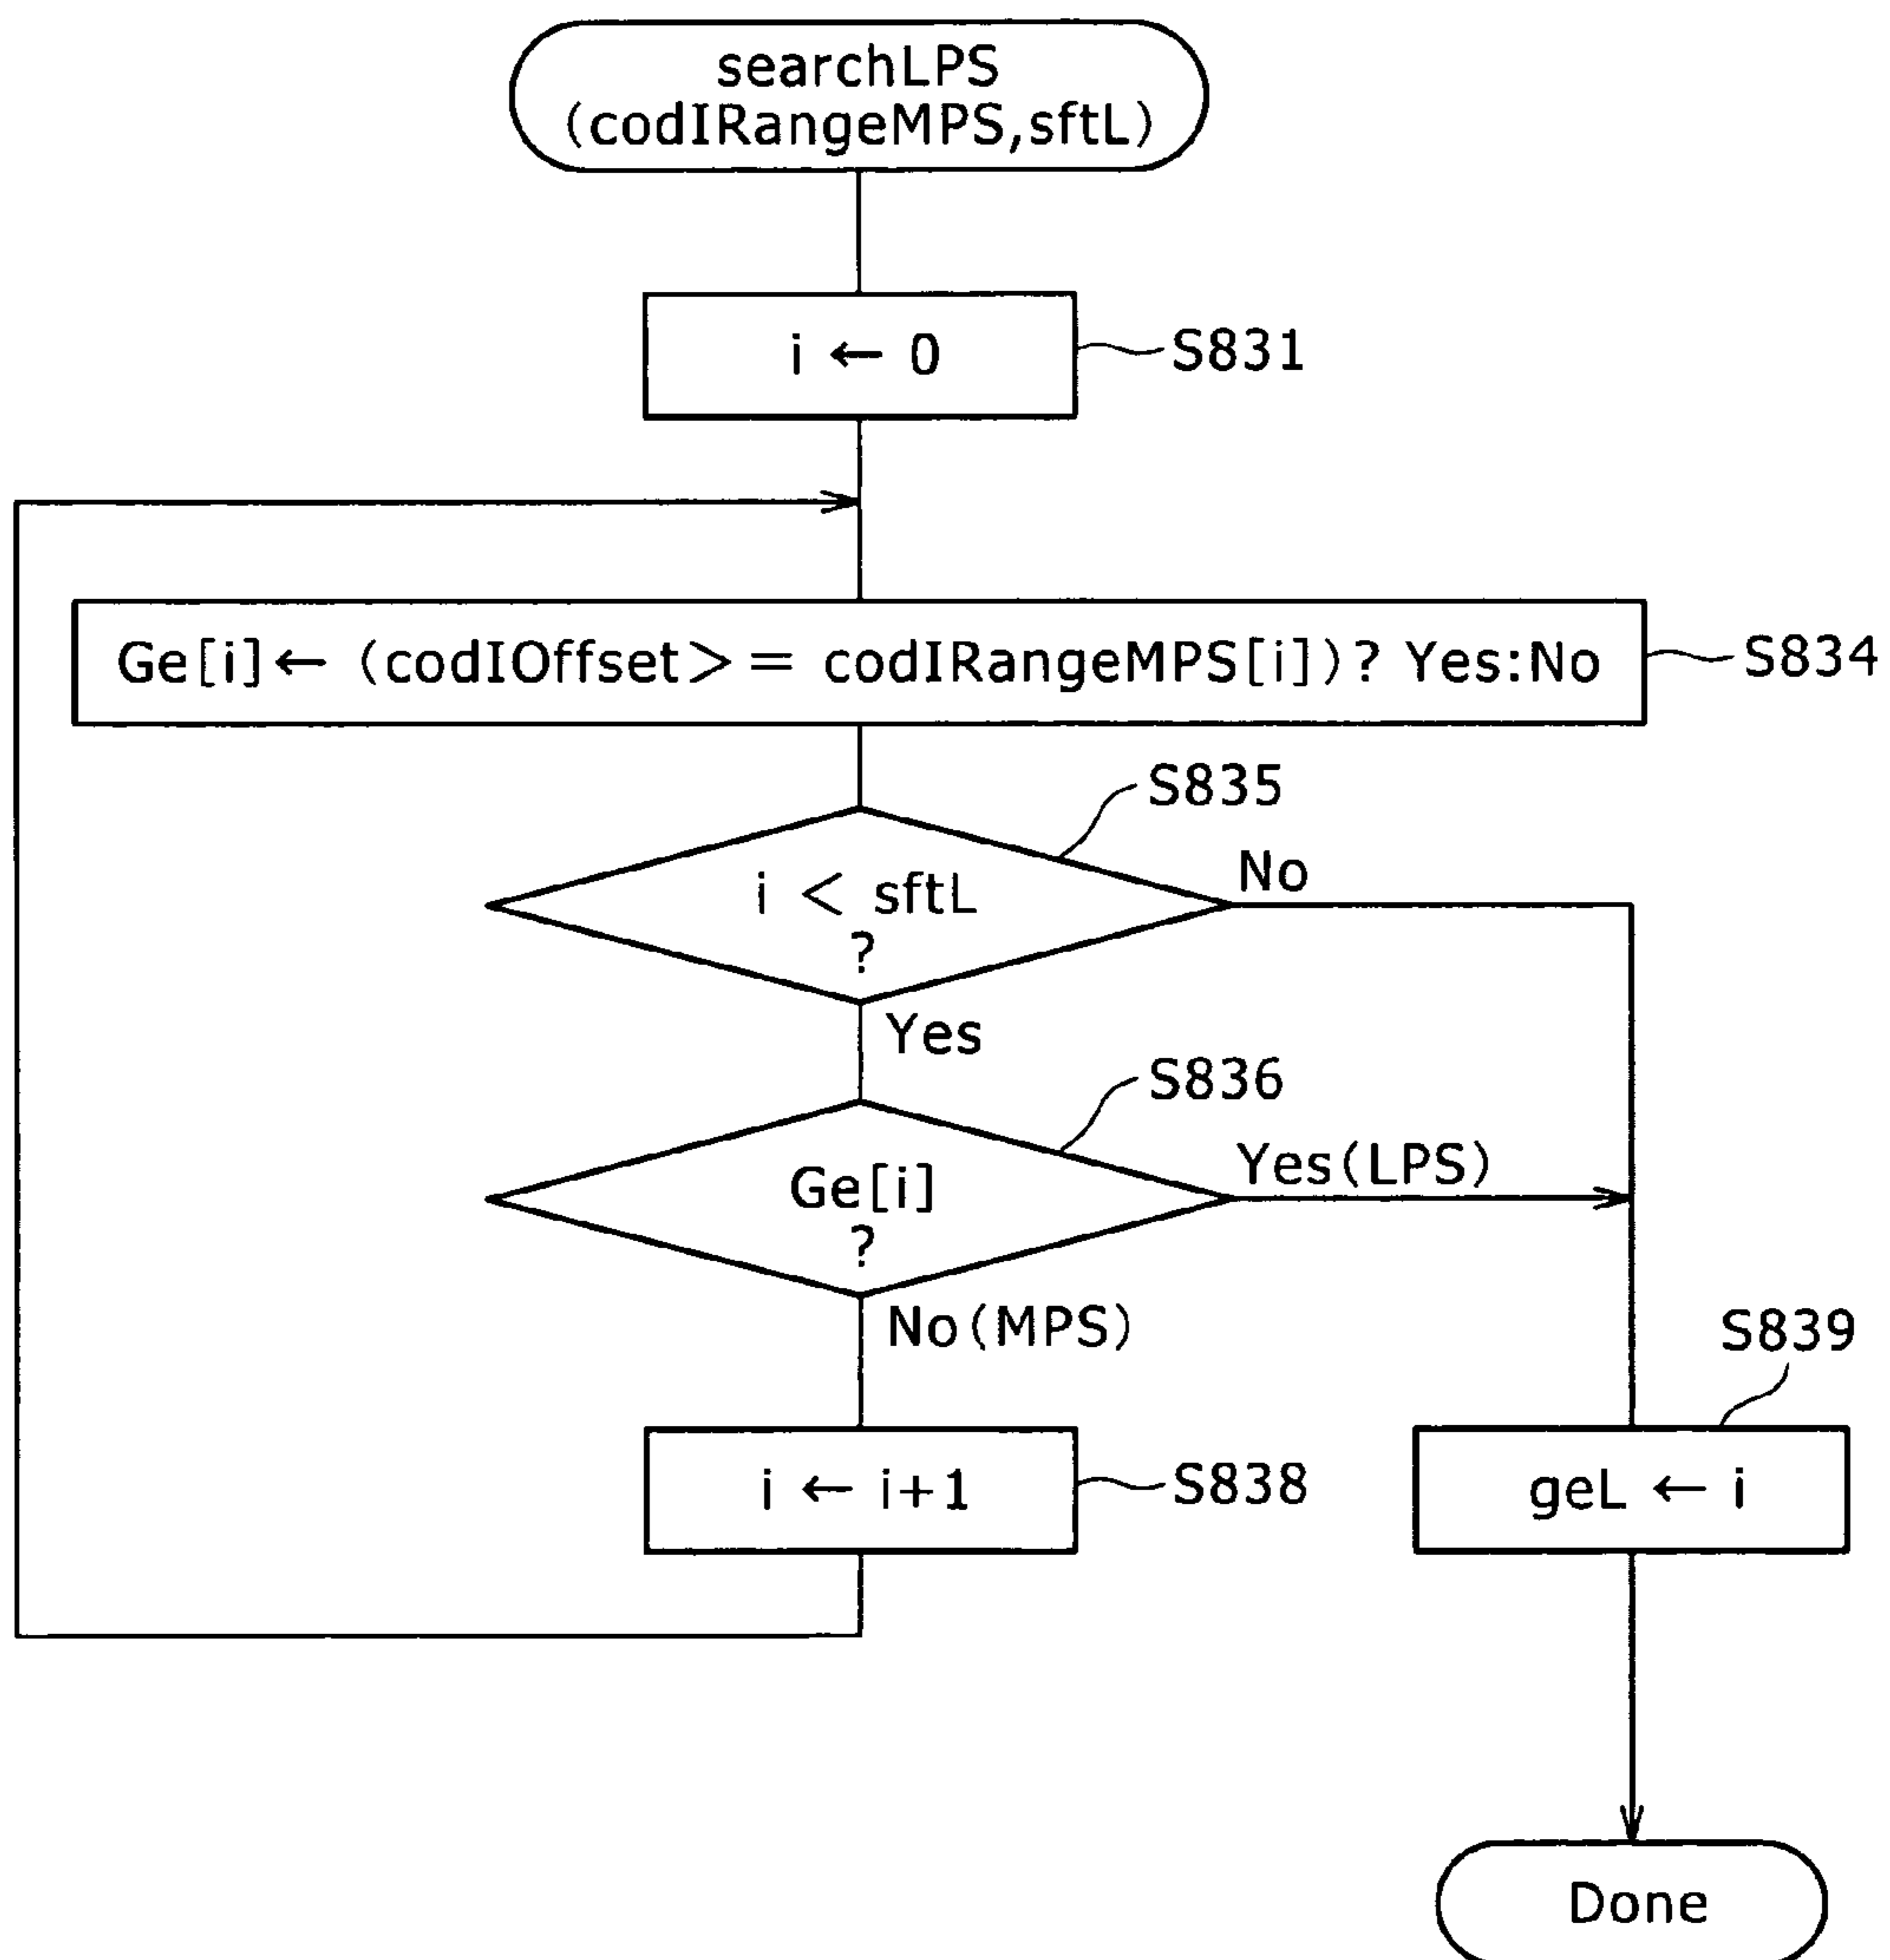 searchLPS
(codIRangeMPS,sftL)
i ← 0
S831
Ge[i]← (codIOffset>= codIRangeMPS[i])? Yes:No
S834
S835
i < sftL
?
No
Yes
S836
Ge[i]
?
Yes(LPS)
No(MPS)
S839
i ← i+1
S838
geL ← i
Done